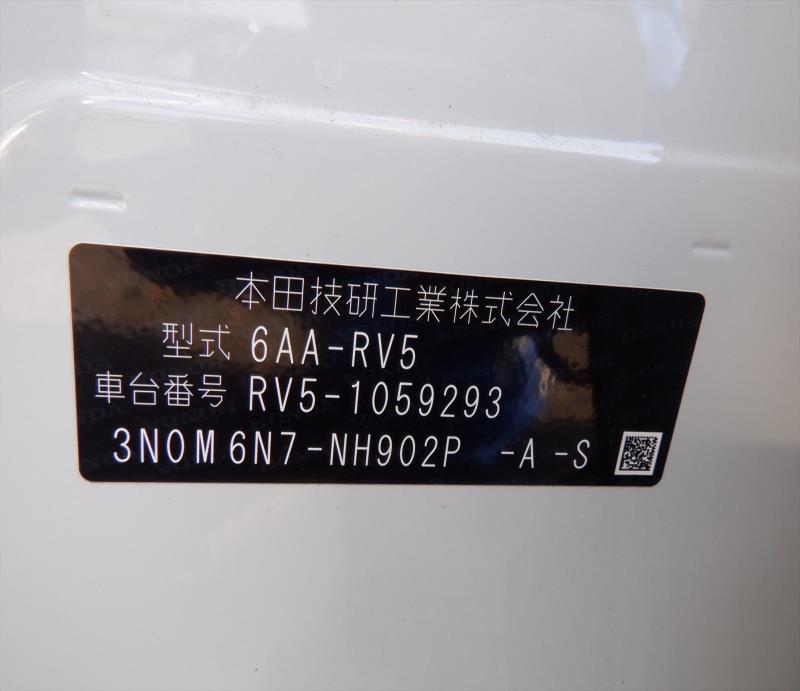 本田技研工業株式会社
型式 6AA-RV5
車台番号 RV5-1059293
3N0M6N7-NH902P -A -S